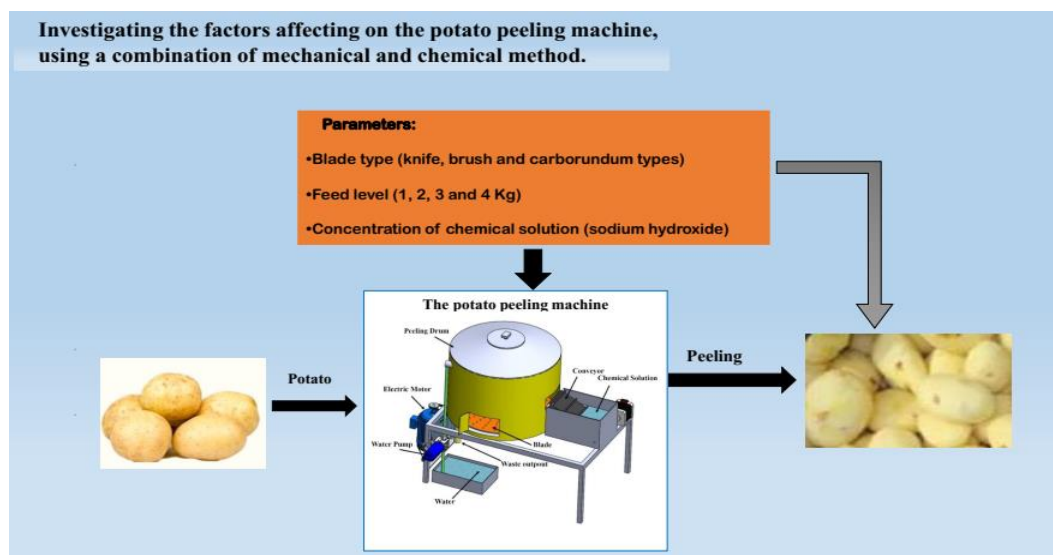 Investigating the factors affecting on the potato peeling machine,
using a combination of mechanical and chemical method.
Parameters:
•Blade type (knife, brush and carborundum types)
•Feed level (1, 2, 3 and 4 Kg)
•Concentration of chemical solution (sodium hydroxide)
The potato peeling machine
Peeling Drum
Conveyor
Chemical Solution
Electric Motor
Water Pump
Blade
Waste outpout
Water
Potato
Peeling